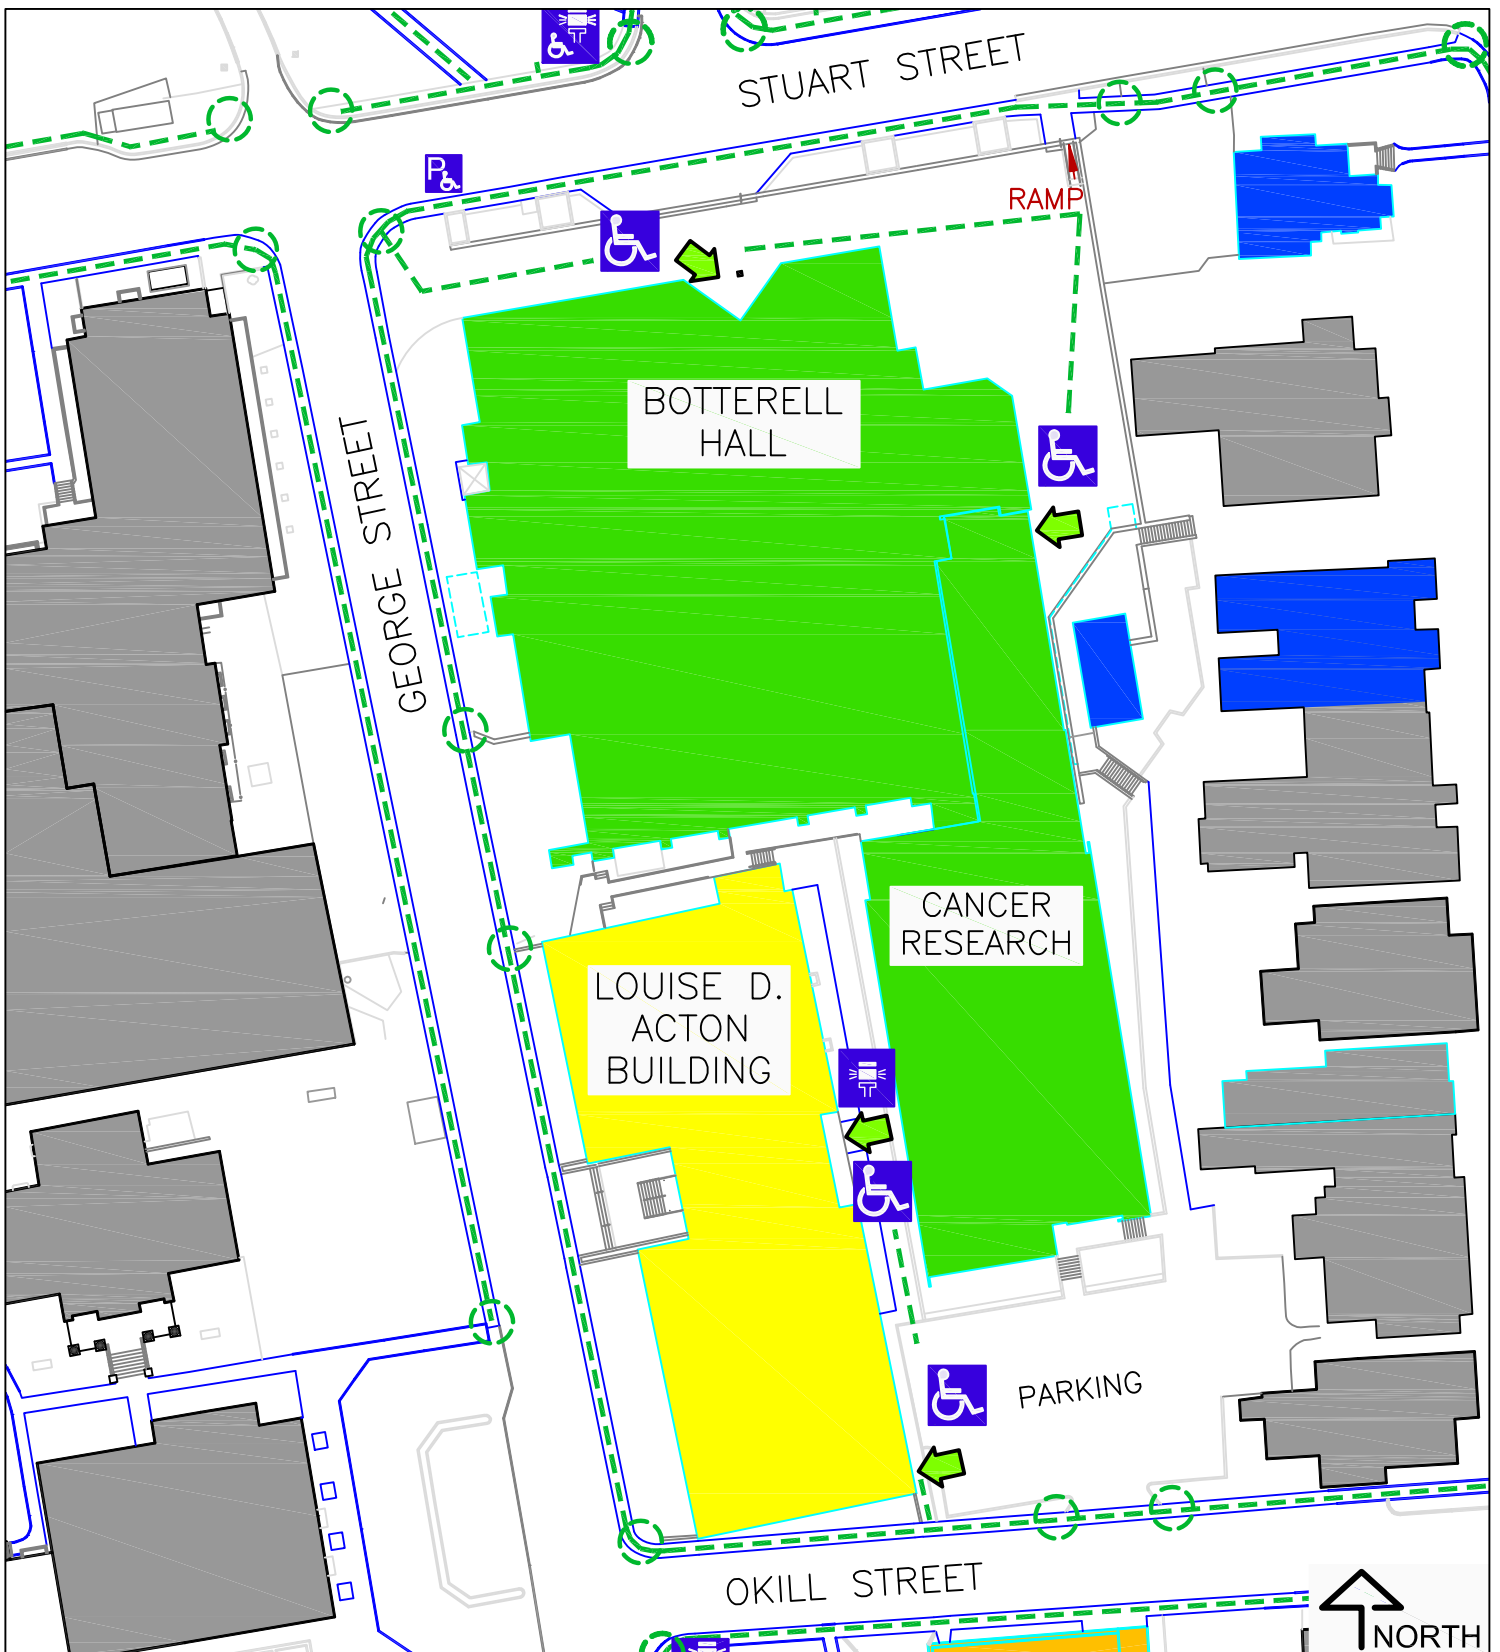 STUART STREET
P
RAMP
BOTTERELL
HALL
GEORGE STREET
CANCER
RESEARCH
LOUISE D.
ACTON
BUILDING
PARKING
OKILL STREET
NORTH